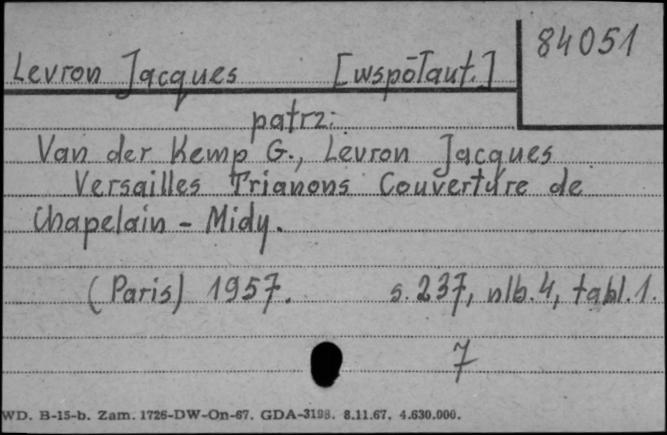 84051
Levron Jacques [współaut.]
patrz:
Van der Kemp G., Levron Jacques
Versailles Trianons Couverture de
Chapelain - Midy.
(Paris) 1957. s. 237, nlb. 4, tabl. 1.
7
WD. B-15-b. Zam. 1726-DW-On-67. GDA-3198. 8.11.67. 4.630.000.